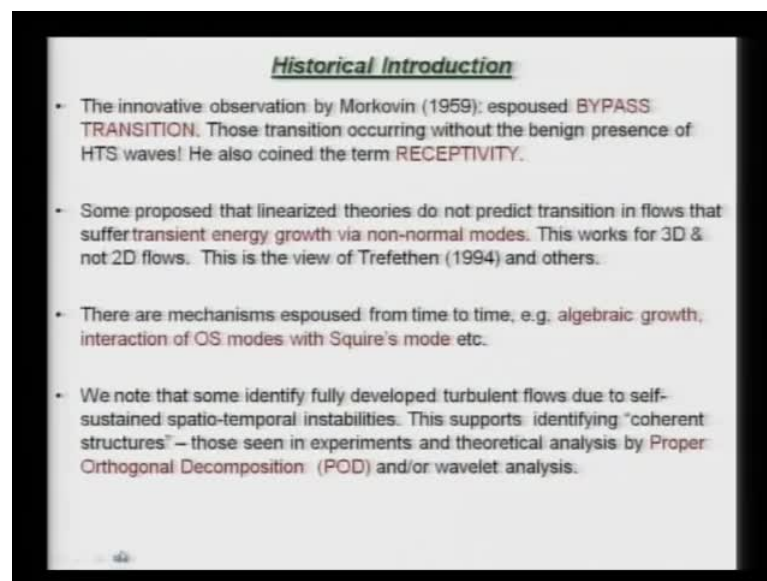 Historical Introduction
• The innovative observation by Morkovin (1959): espoused BYPASS
TRANSITION. Those transition occurring without the benign presence of
HTS waves! He also coined the term RECEPTIVITY.
• Some proposed that linearized theories do not predict transition in flows that
suffer transient energy growth via non-normal modes. This works for 3D &
not 2D flows. This is the view of Trefethen (1994) and others.
• There are mechanisms espoused from time to time, e.g. algebraic growth,
interaction of OS modes with Squire's mode etc.
• We note that some identify fully developed turbulent flows due to self-
sustained spatio-temporal instabilities. This supports identifying "coherent
structures" – those seen in experiments and theoretical analysis by Proper
Orthogonal Decomposition (POD) and/or wavelet analysis.